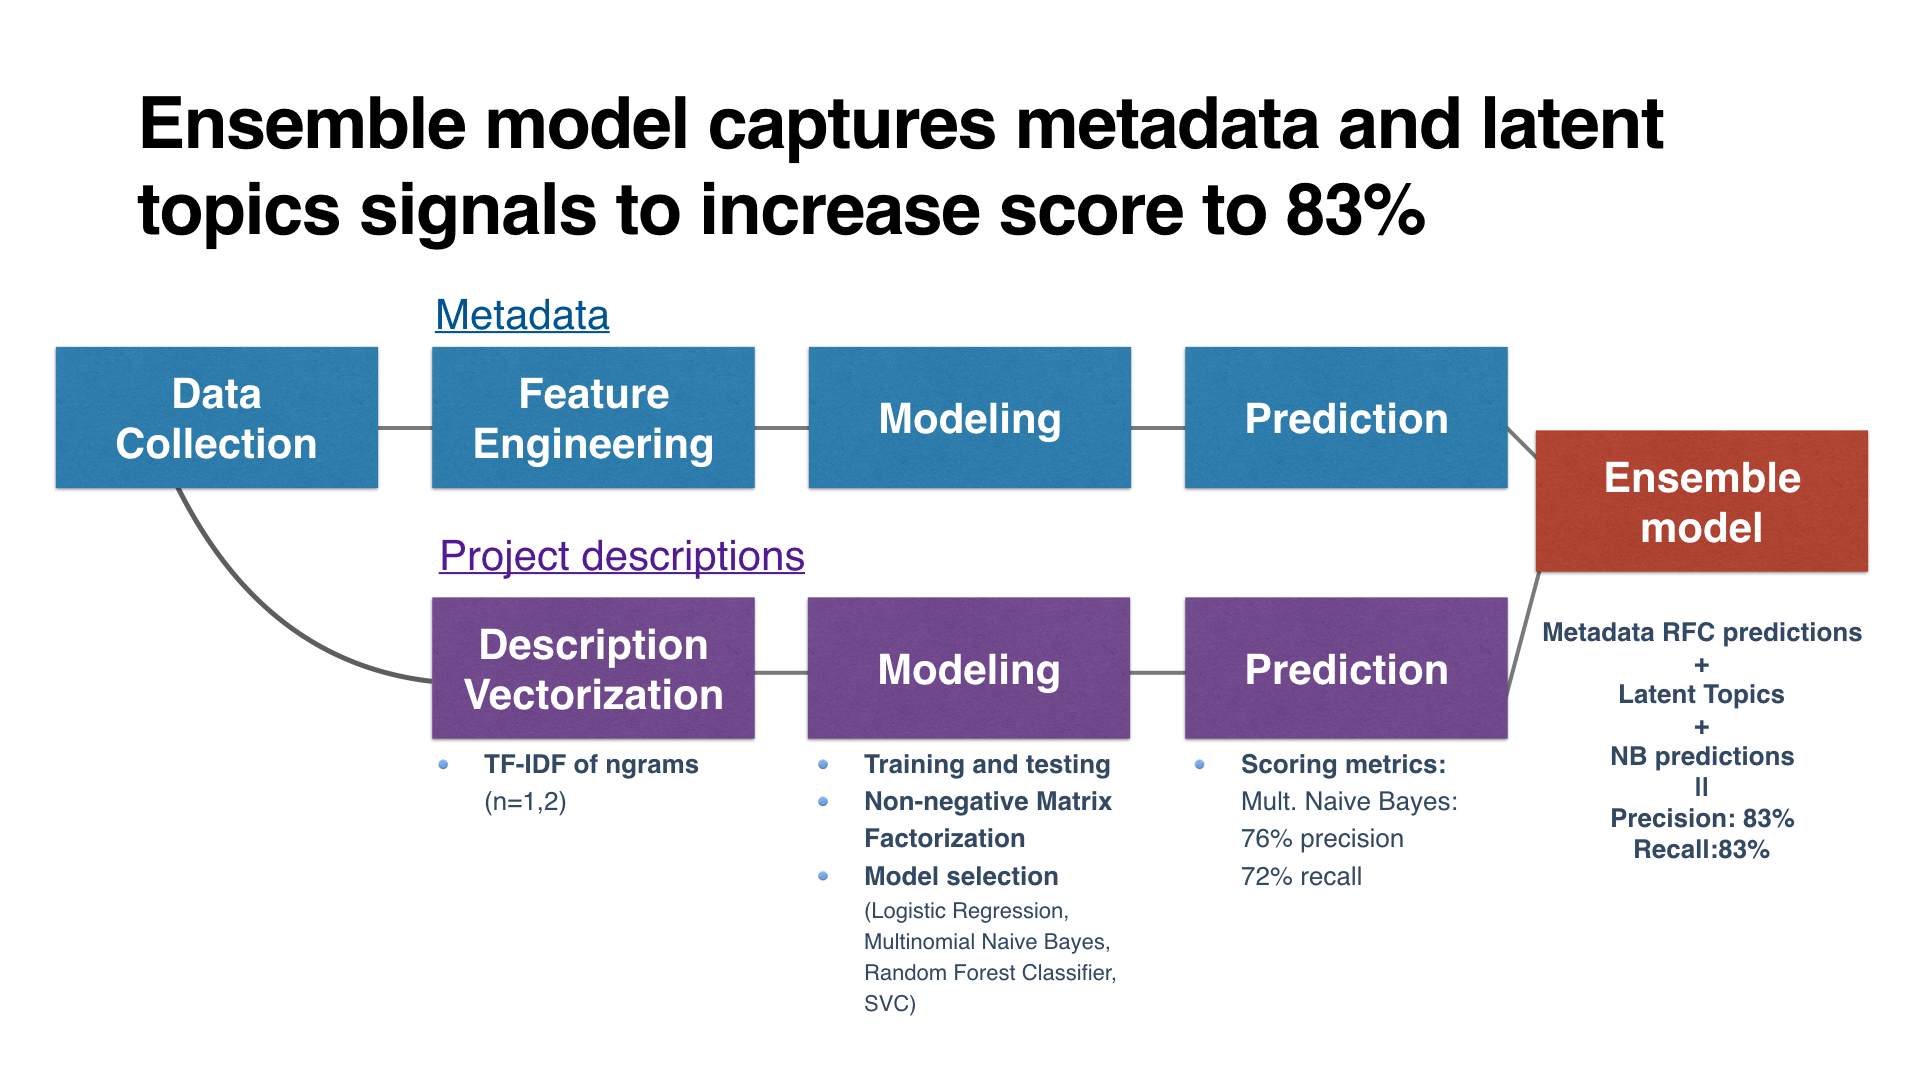 Ensemble model captures metadata and latent
topics signals to increase score to 83%
Metadata
Data
Collection
Feature
Engineering
Modeling
Prediction
Ensemble
model
Project descriptions
Description
Vectorization
Modeling
Prediction
• TF-IDF of ngrams
(n=1,2)
• Training and testing
• Non-negative Matrix
Factorization
• Model selection
(Logistic Regression,
Multinomial Naive Bayes,
Random Forest Classifier,
SVC)
• Scoring metrics:
Mult. Naive Bayes:
76% precision
72% recall
Metadata RFC predictions
+
Latent Topics
+
NB predictions
II
Precision: 83%
Recall:83%